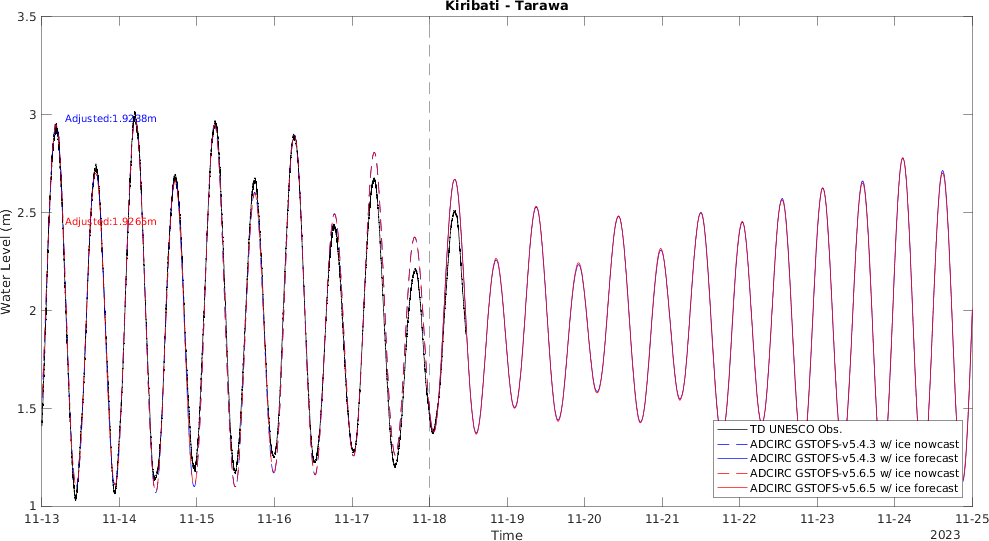 Kiribati - Tarawa
3.5
3
2.5
2
1.5
1
Water Level (m)
Adjusted:1.9238m
Adjusted:1.9265m
TD UNESCO Obs.
ADCIRC GSTOFS-v5.4.3 w/ ice nowcast
ADCIRC GSTOFS-v5.4.3 w/ ice forecast
ADCIRC GSTOFS-v5.6.5 w/ ice nowcast
ADCIRC GSTOFS-v5.6.5 w/ ice forecast
11-13 11-14 11-15 11-16 11-17 11-18 11-19 11-20 11-21 11-22 11-23 11-24 11-25
Time
2023